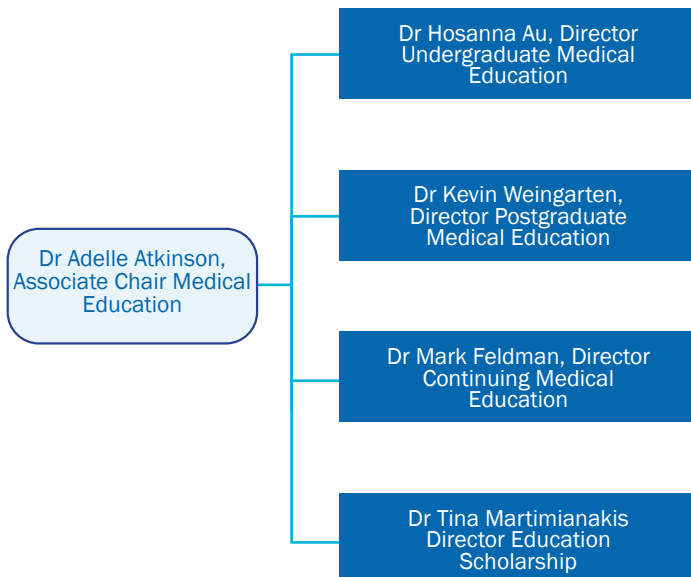 Dr Hosanna Au, Director
Undergraduate Medical
Education
Dr Kevin Weingarten,
Director Postgraduate
Medical Education
Dr Adelle Atkinson,
Associate Chair Medical
Education
Dr Mark Feldman, Director
Continuing Medical
Education
Dr Tina Martimianakis
Director Education
Scholarship